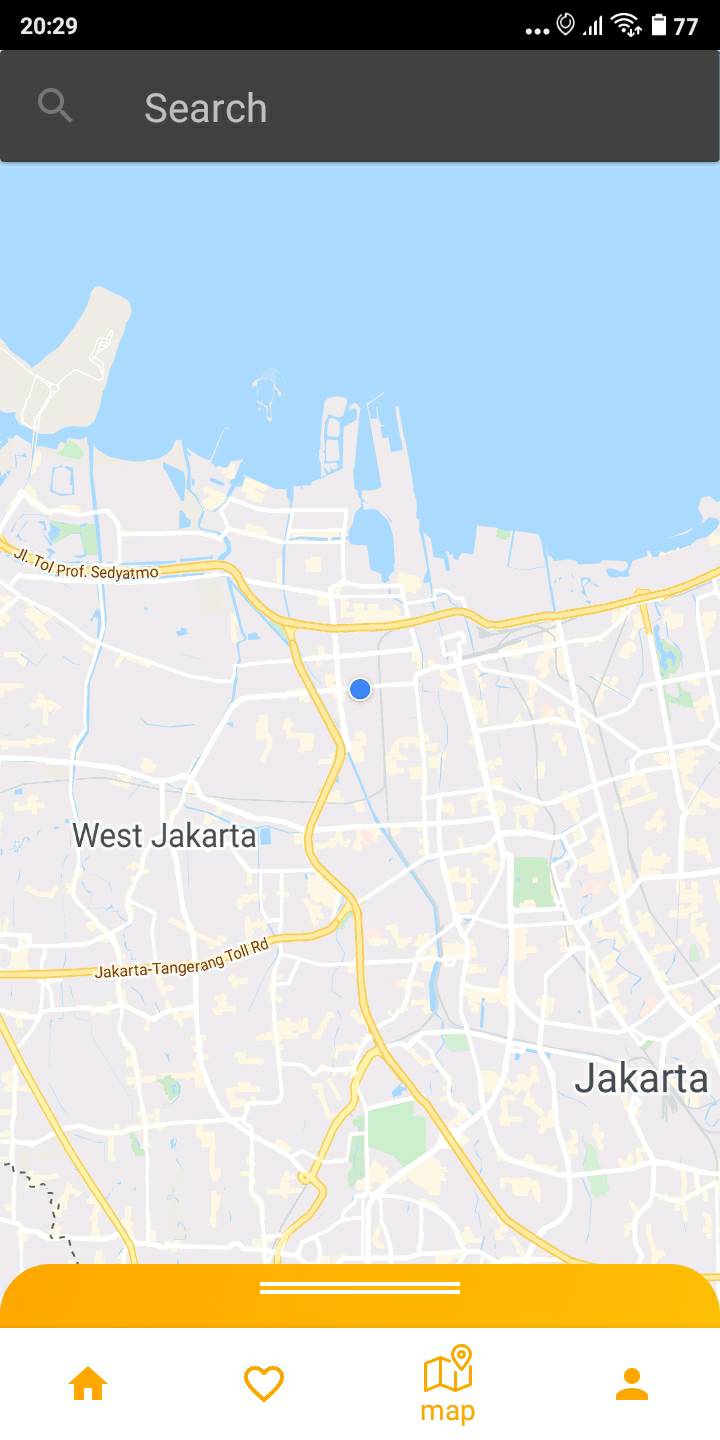 20:29
77
Search
Jl. Tol Prof. Sedyatmo
West Jakarta
Jakarta-Tangerang Toll Rd
Jakarta
map